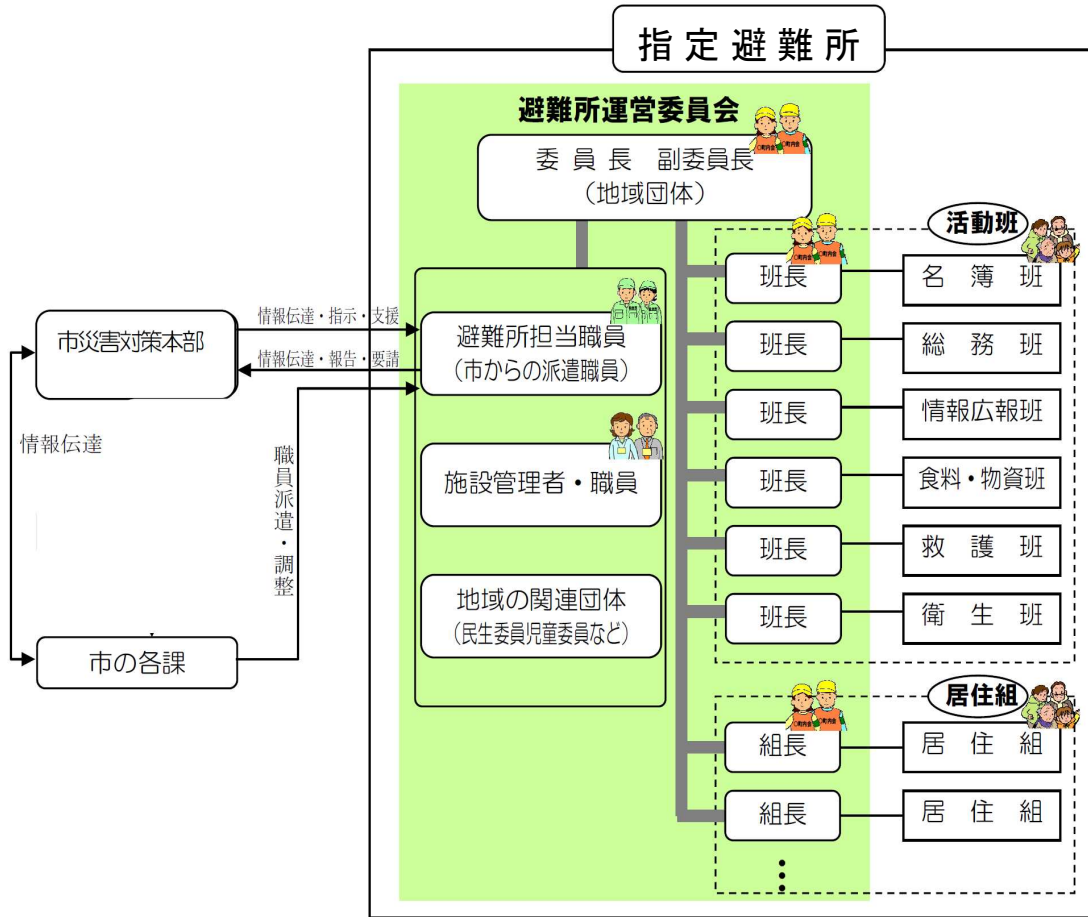 指定避難所
避難所運営委員会
委員長 副委員長
（地域団体）
活動班
班長
名簿班
班長
総務班
班長
情報広報班
班長
食料・物資班
班長
救護班
班長
衛生班
市災害対策本部
情報伝達・指示・支援
情報伝達・報告・要請
避難所担当職員
（市からの派遣職員）
施設管理者・職員
地域の関連団体
（民生委員児童委員など）
情報伝達
職員派遣・調整
市の各課
居住組
組長
居住組
組長
居住組